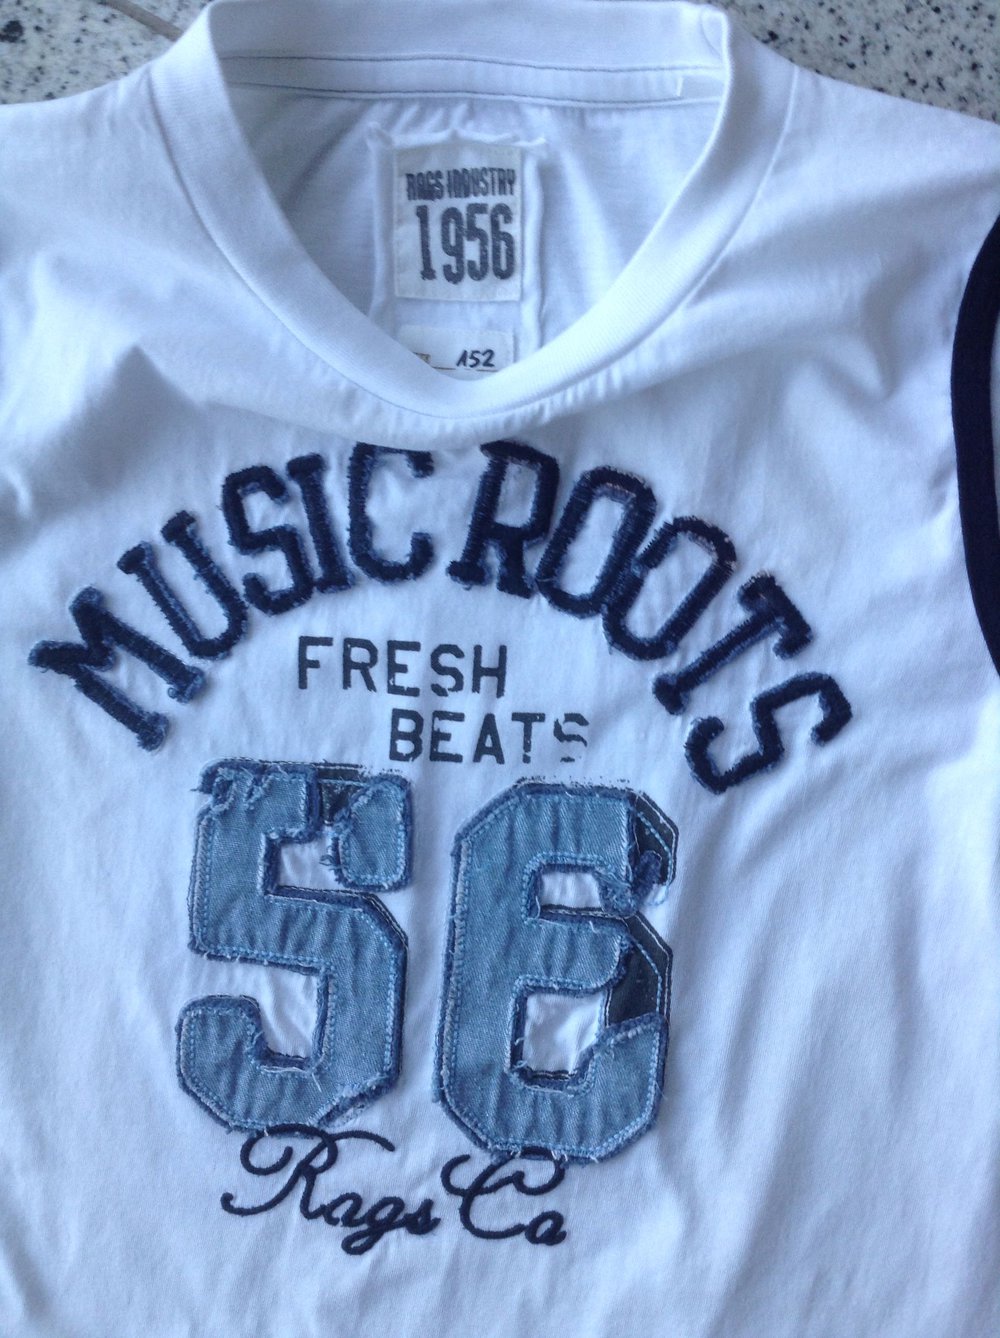 RAGS INDUSTRY
1956
152
MUSIC ROOTS
FRESH
BEATS
56
Rags Co